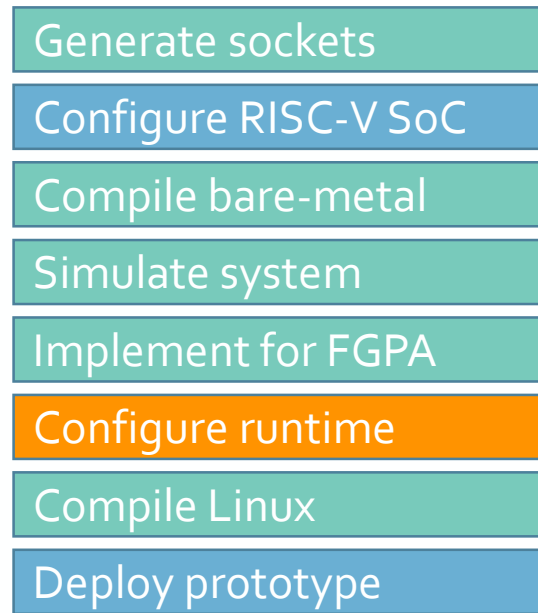 Generate sockets
Configure RISC-V SoC
Compile bare-metal
Simulate system
Implement for FGPA
Configure runtime
Compile Linux
Deploy prototype